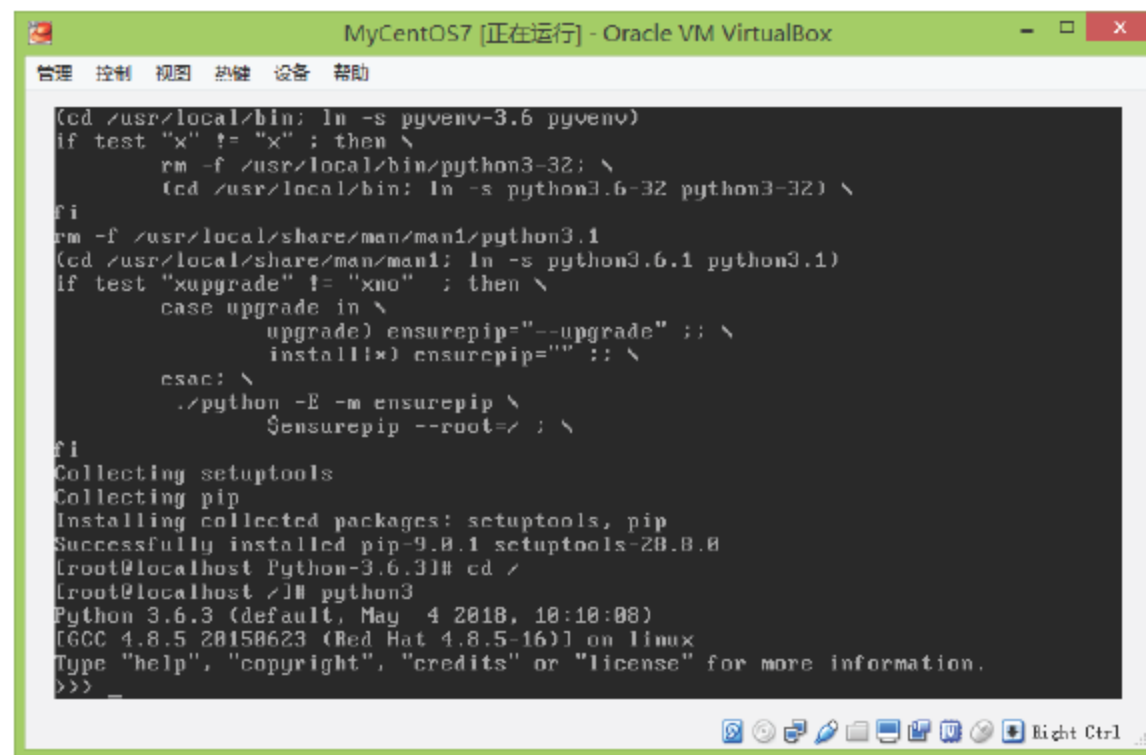 MyCentOS7 [正在运行] - Oracle VM VirtualBox
管理 控制 视图 热键 设备 帮助
(cd /usr/local/bin; ln -s pyvenv-3.6 pyvenv)
if test "x" != "x" ; then \
rm -f /usr/local/bin/python3-32; \
(cd /usr/local/bin; ln -s python3.6-32 python3-32) \
fi
rm -f /usr/local/share/man/man1/python3.1
(cd /usr/local/share/man/man1; ln -s python3.6.1 python3.1)
if test "xupgrade" != "xno" ; then \
case upgrade in \
upgrade) ensurepip="--upgrade" ;; \
install|*) ensurepip="" ;; \
esac; \
./python -E -m ensurepip \
$ensurepip --root=/ ; \
fi
Collecting setuptools
Collecting pip
Installing collected packages: setuptools, pip
Successfully installed pip-9.0.1 setuptools-28.8.0
[root@localhost Python-3.6.3]# cd /
[root@localhost /]# python3
Python 3.6.3 (default, May 4 2018, 10:10:08)
[GCC 4.8.5 20150623 (Red Hat 4.8.5-16)] on linux
Type "help", "copyright", "credits" or "license" for more information.
>>> _
Right Ctrl